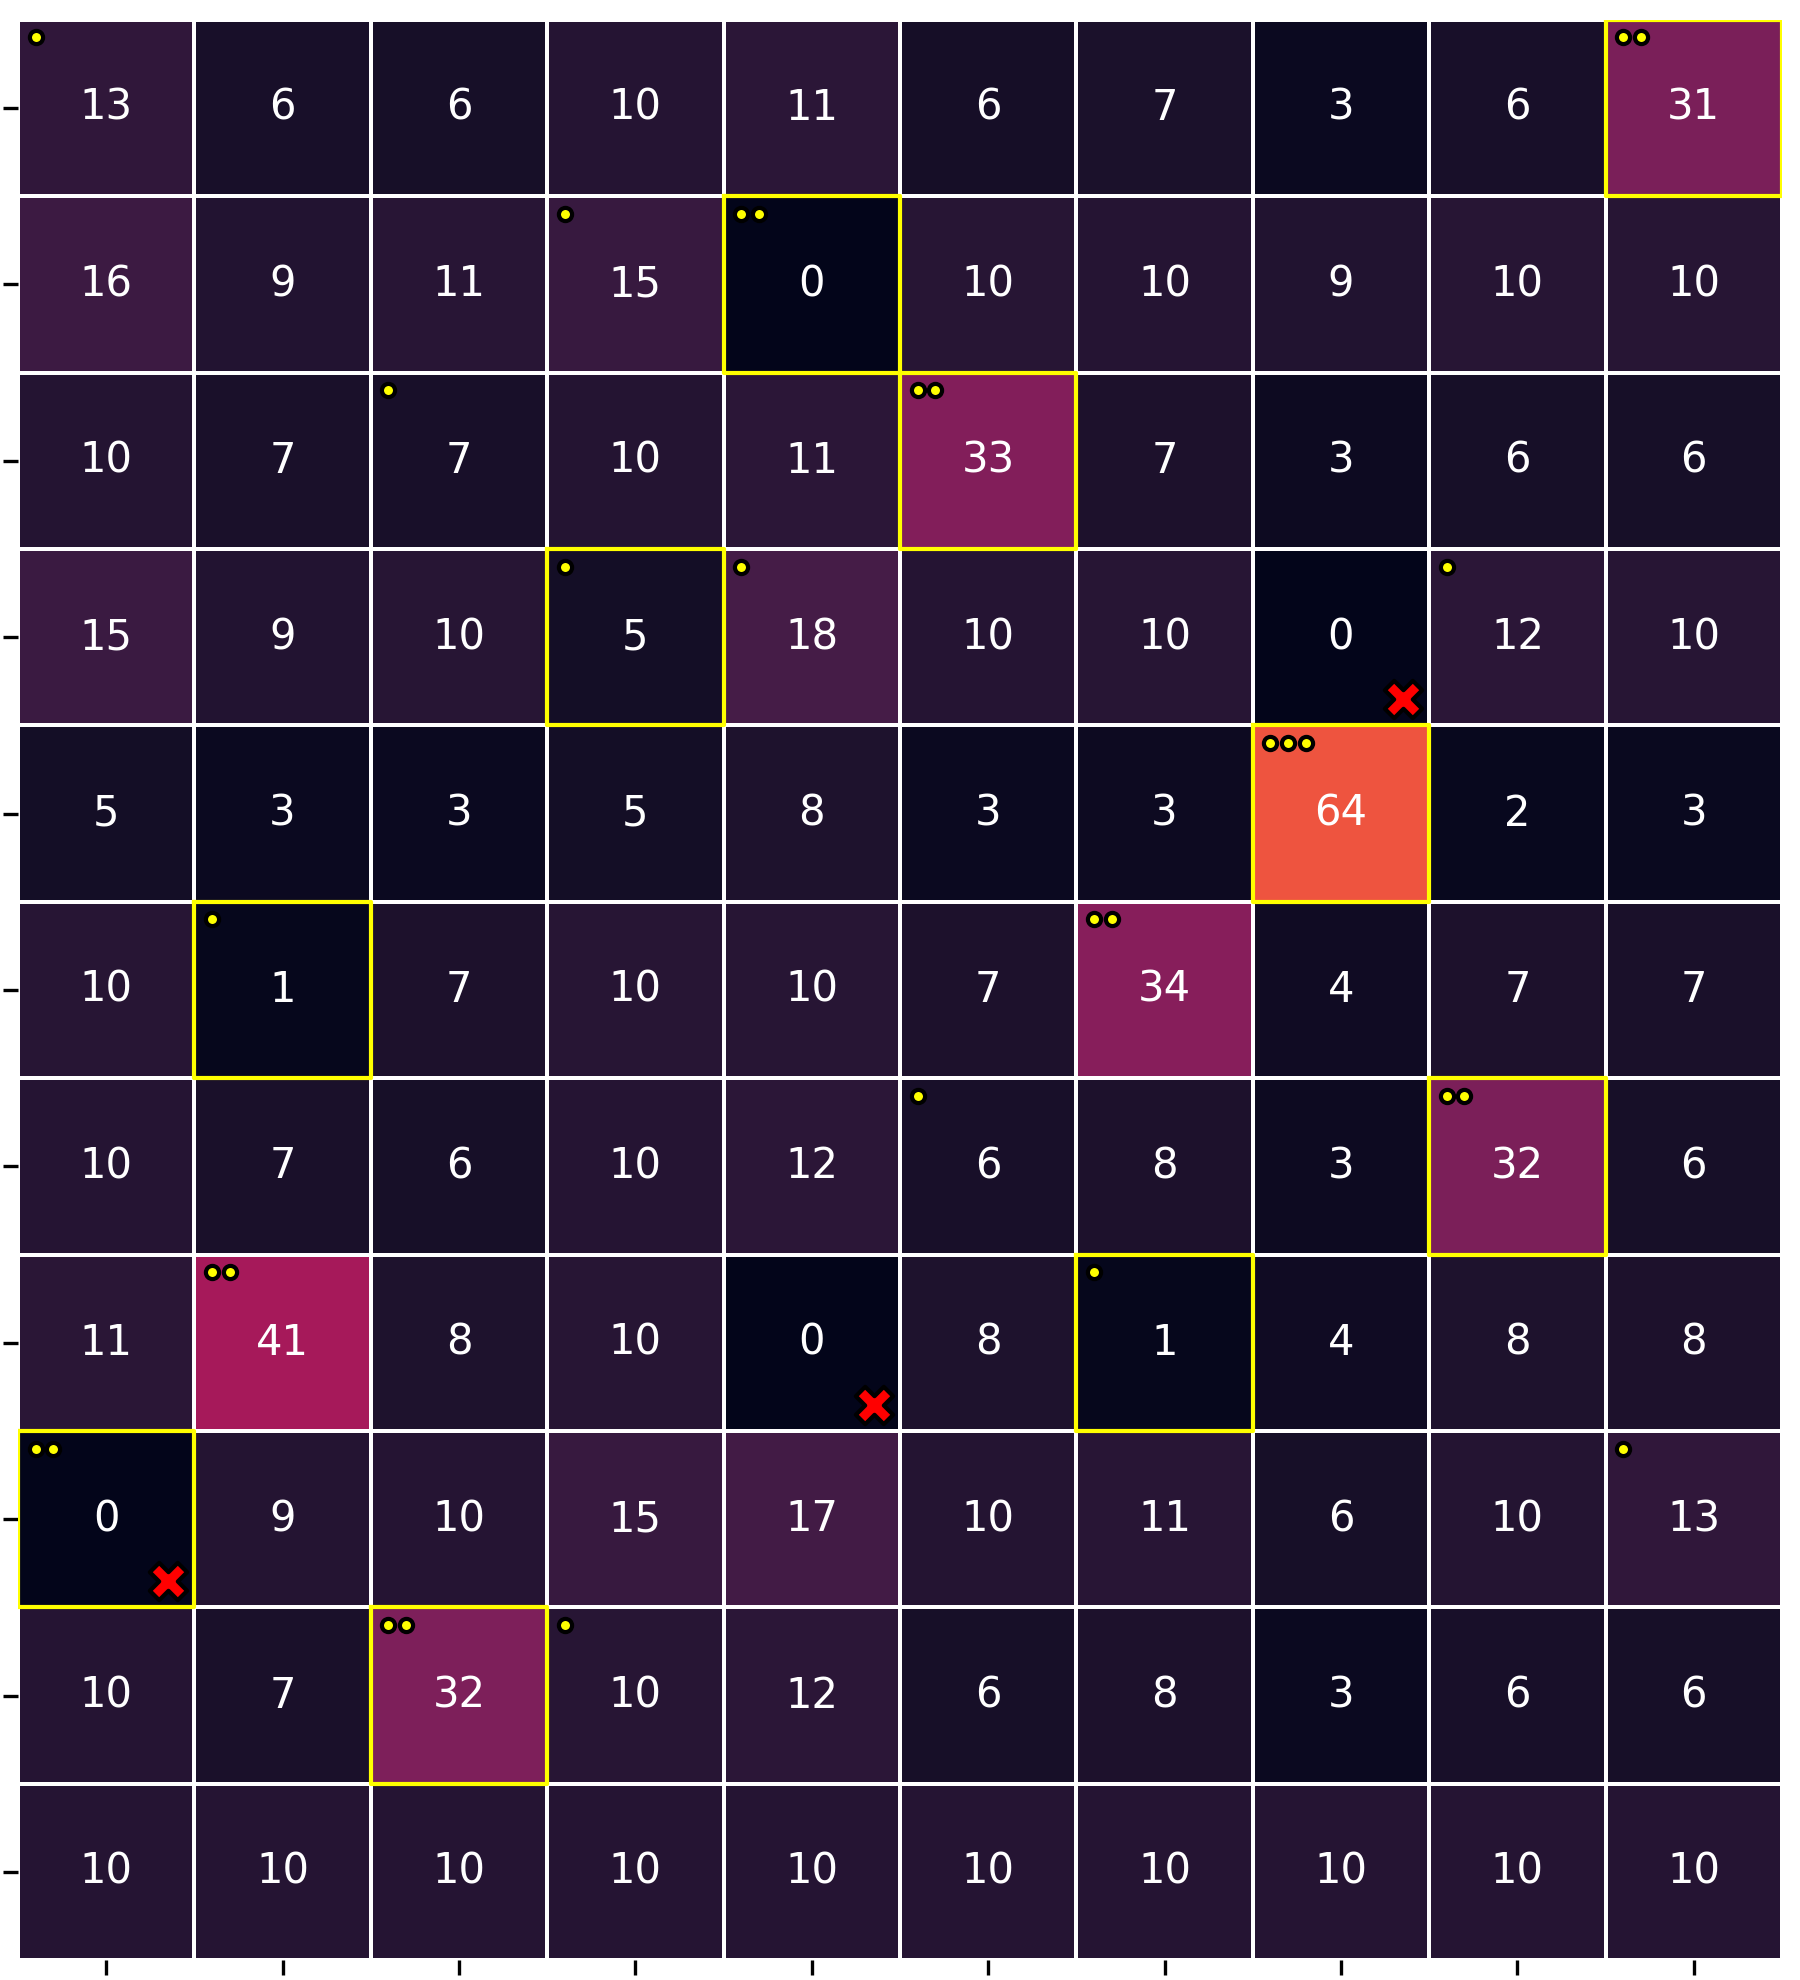 13 6 6 10 11 6 7 3 6 31
16 9 11 15 0 10 10 9 10 10
10 7 7 10 11 33 7 3 6 6
15 9 10 5 18 10 10 0 12 10
5 3 3 5 8 3 3 64 2 3
10 1 7 10 10 7 34 4 7 7
10 7 6 10 12 6 8 3 32 6
11 41 8 10 0 8 1 4 8 8
0 9 10 15 17 10 11 6 10 13
10 7 32 10 12 6 8 3 6 6
10 10 10 10 10 10 10 10 10 10